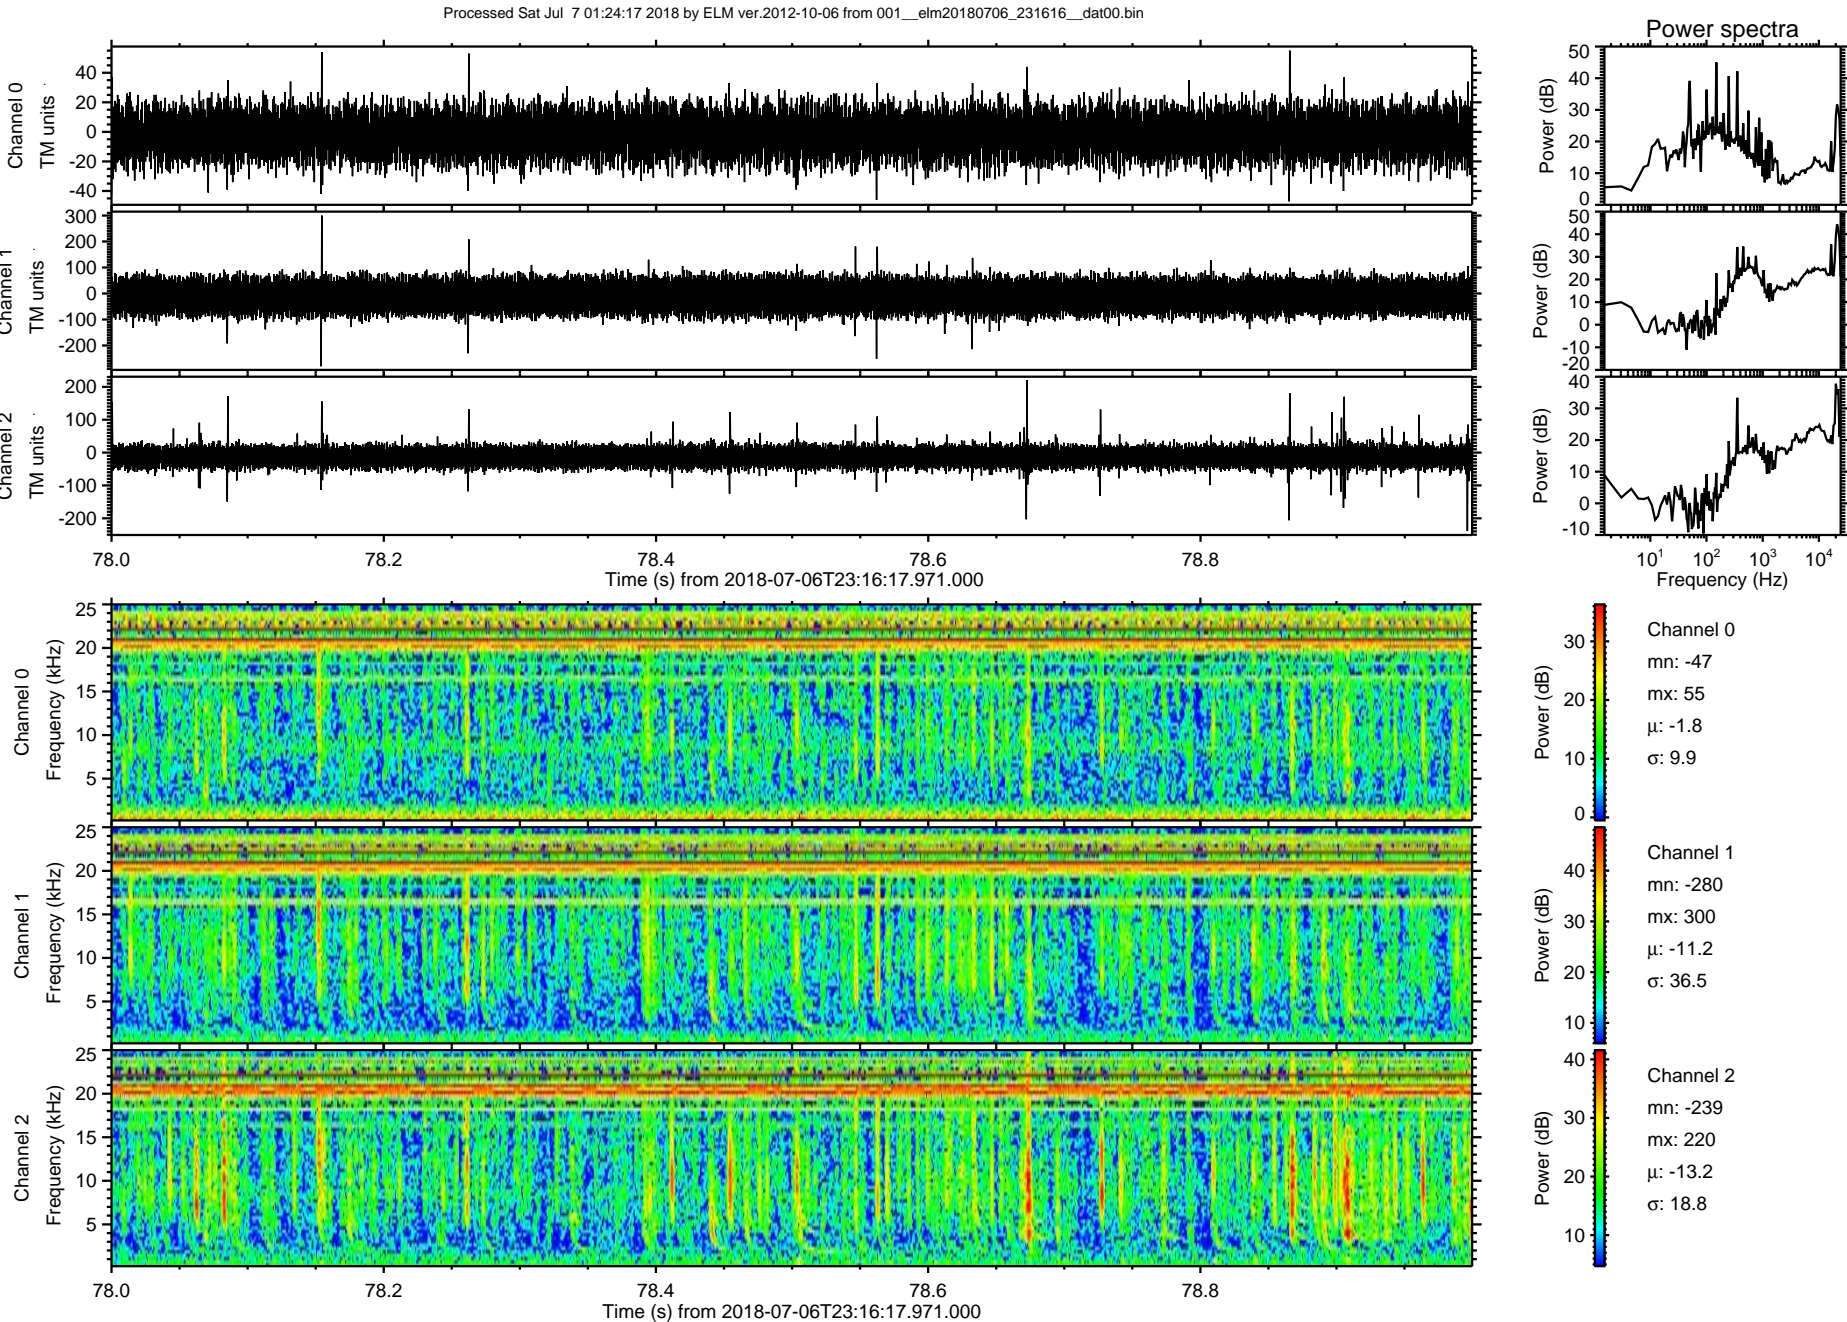 Processed Sat Jul  7 01:24:17 2018 by ELM ver.2012-10-06 from 001__elm20180706_231616__dat00.bin
Power spectra
Channel 0
TM units
40
20
0
-20
-40
Power (dB)
50
40
30
20
10
0
Channel 1
TM units
300
200
100
0
-100
-200
Power (dB)
50
40
30
20
10
0
-10
-20
Channel 2
TM units
200
100
0
-100
-200
Power (dB)
40
30
20
10
0
-10
78.0 78.2 78.4 78.6 78.8
Time (s) from 2018-07-06T23:16:17.971.000
10¹ 10² 10³ 10⁴
Frequency (Hz)
Channel 0
Frequency (kHz)
25
20
15
10
5
Power (dB)
30
20
10
0
Channel 0
mn: -47
mx: 55
μ: -1.8
σ: 9.9
Channel 1
Frequency (kHz)
25
20
15
10
5
Power (dB)
40
30
20
10
Channel 1
mn: -280
mx: 300
μ: -11.2
σ: 36.5
Channel 2
Frequency (kHz)
25
20
15
10
5
Power (dB)
40
30
20
10
Channel 2
mn: -239
mx: 220
μ: -13.2
σ: 18.8
78.0 78.2 78.4 78.6 78.8
Time (s) from 2018-07-06T23:16:17.971.000